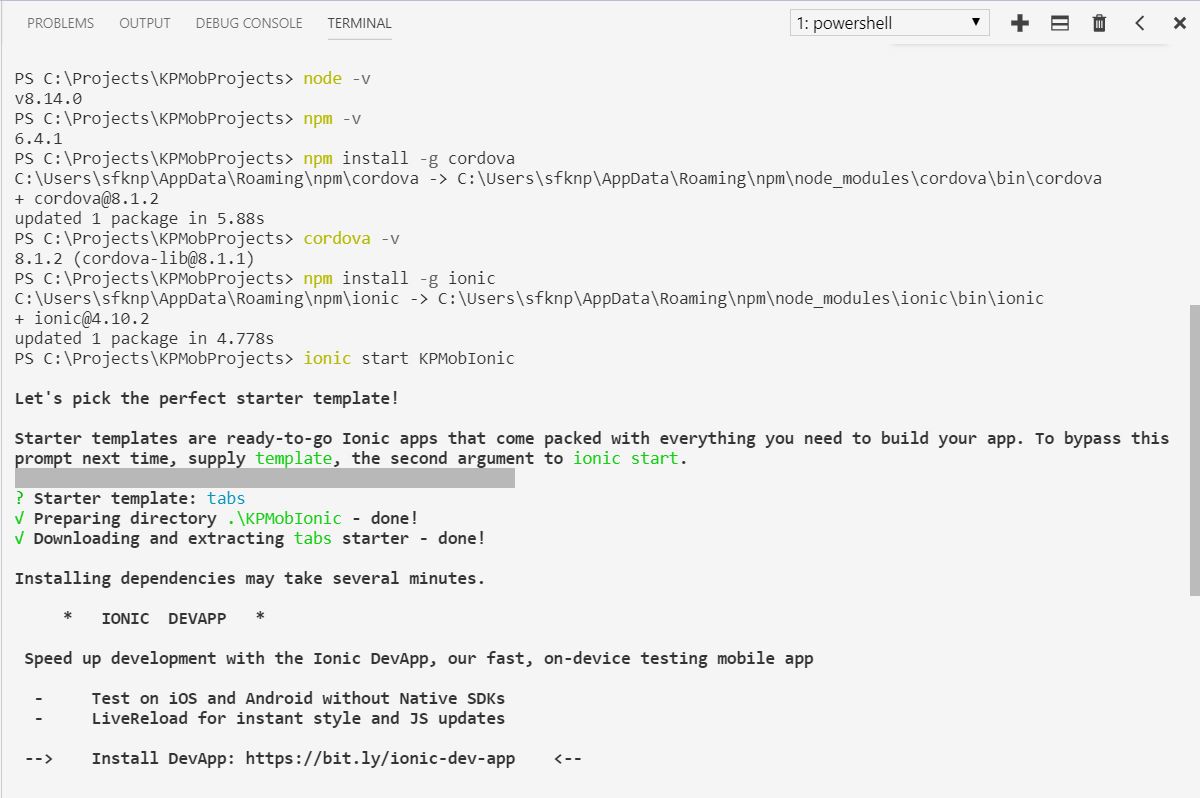 PROBLEMS OUTPUT DEBUG CONSOLE TERMINAL 1: powershell
PS C:\Projects\KPMobProjects> node -v
v8.14.0
PS C:\Projects\KPMobProjects> npm -v
6.4.1
PS C:\Projects\KPMobProjects> npm install -g cordova
C:\Users\sfknp\AppData\Roaming\npm\cordova -> C:\Users\sfknp\AppData\Roaming\npm\node_modules\cordova\bin\cordova
+ cordova@8.1.2
updated 1 package in 5.88s
PS C:\Projects\KPMobProjects> cordova -v
8.1.2 (cordova-lib@8.1.1)
PS C:\Projects\KPMobProjects> npm install -g ionic
C:\Users\sfknp\AppData\Roaming\npm\ionic -> C:\Users\sfknp\AppData\Roaming\npm\node_modules\ionic\bin\ionic
+ ionic@4.10.2
updated 1 package in 4.778s
PS C:\Projects\KPMobProjects> ionic start KPMobIonic
Let's pick the perfect starter template!
Starter templates are ready-to-go Ionic apps that come packed with everything you need to build your app. To bypass this
prompt next time, supply template, the second argument to ionic start.
? Starter template: tabs
√ Preparing directory .\KPMobIonic - done!
√ Downloading and extracting tabs starter - done!
Installing dependencies may take several minutes.
* IONIC DEVAPP *
Speed up development with the Ionic DevApp, our fast, on-device testing mobile app
- Test on iOS and Android without Native SDKs
- LiveReload for instant style and JS updates
--> Install DevApp: https://bit.ly/ionic-dev-app <--